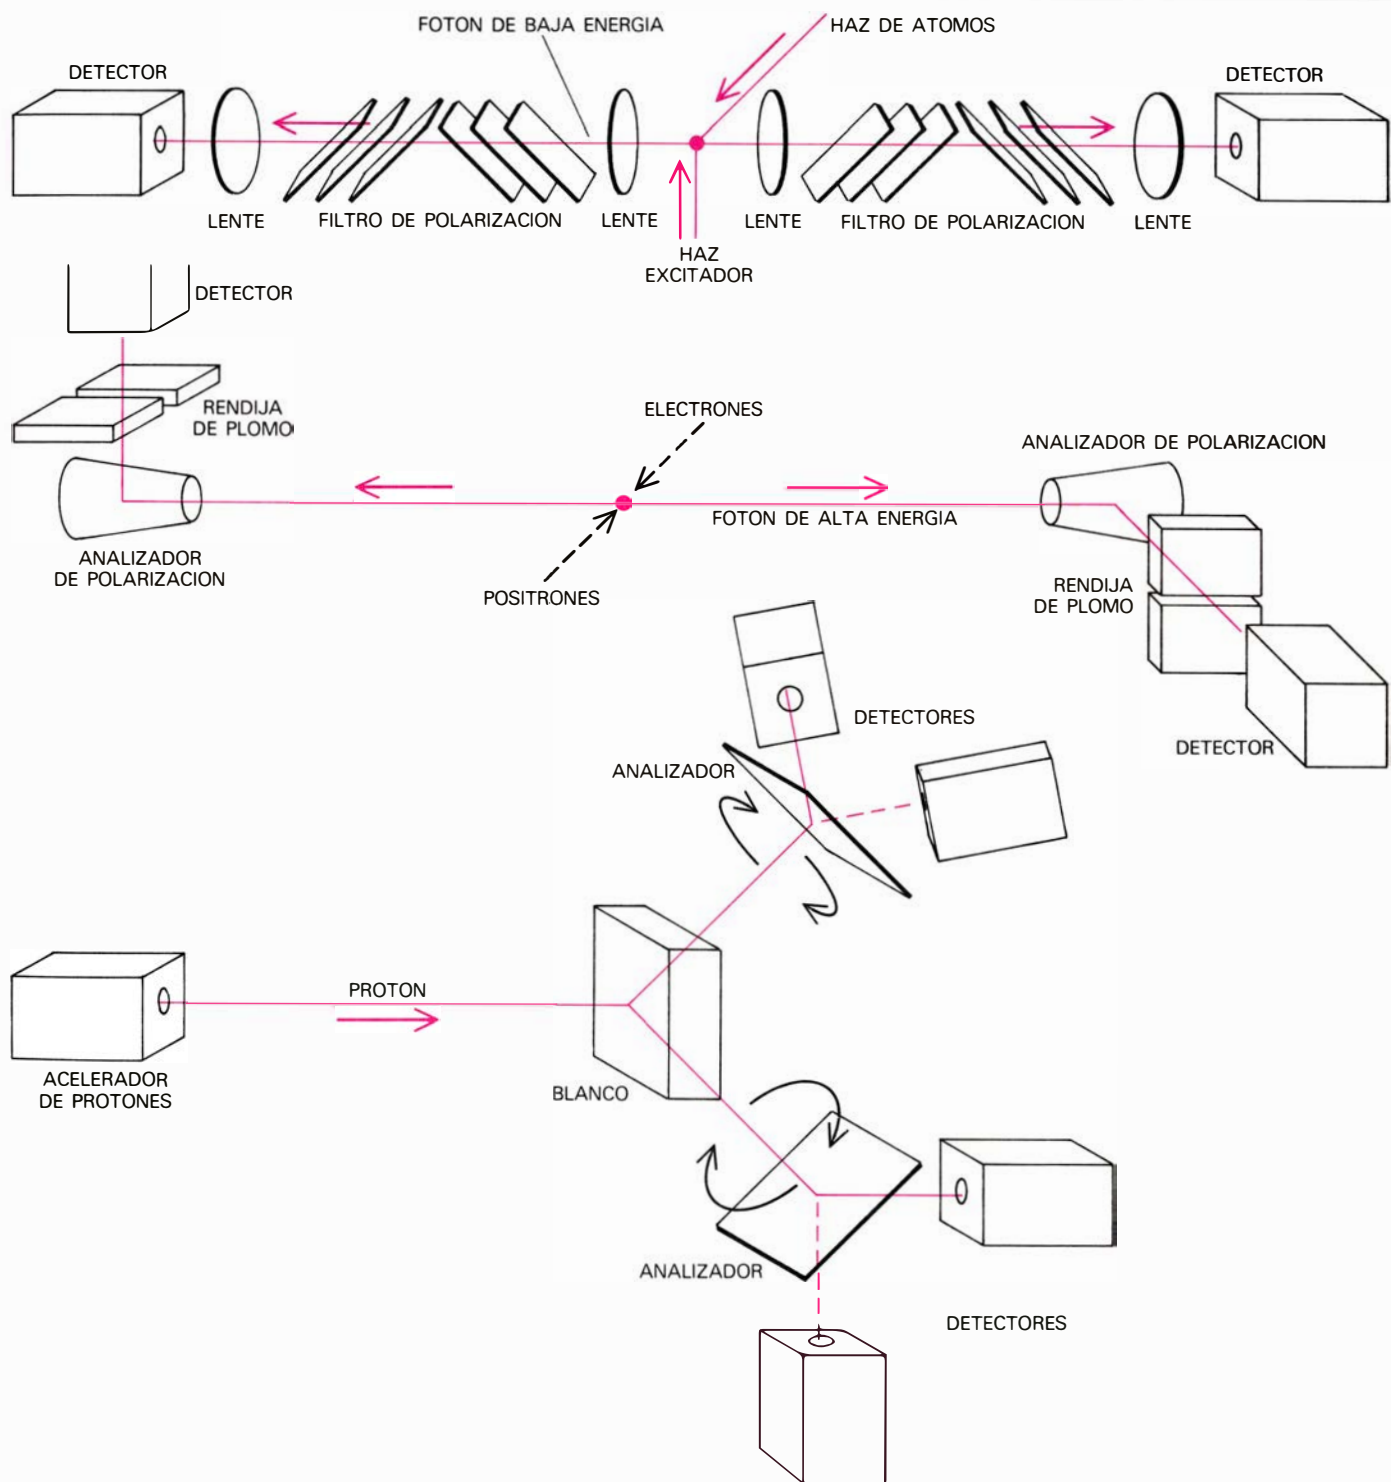 FOTON DE BAJA ENERGIA
HAZ DE ATOMOS
DETECTOR
DETECTOR
LENTE
FILTRO DE POLARIZACION
LENTE
LENTE
FILTRO DE POLARIZACION
LENTE
HAZ
EXCITADOR
DETECTOR
RENDIJA
DE PLOMO
ELECTRONES
ANALIZADOR DE POLARIZACION
FOTON DE ALTA ENERGIA
ANALIZADOR
DE POLARIZACION
POSITRONES
RENDIJA
DE PLOMO
DETECTORES
DETECTOR
ANALIZADOR
PROTON
ACELERADOR
DE PROTONES
BLANCO
ANALIZADOR
DETECTORES